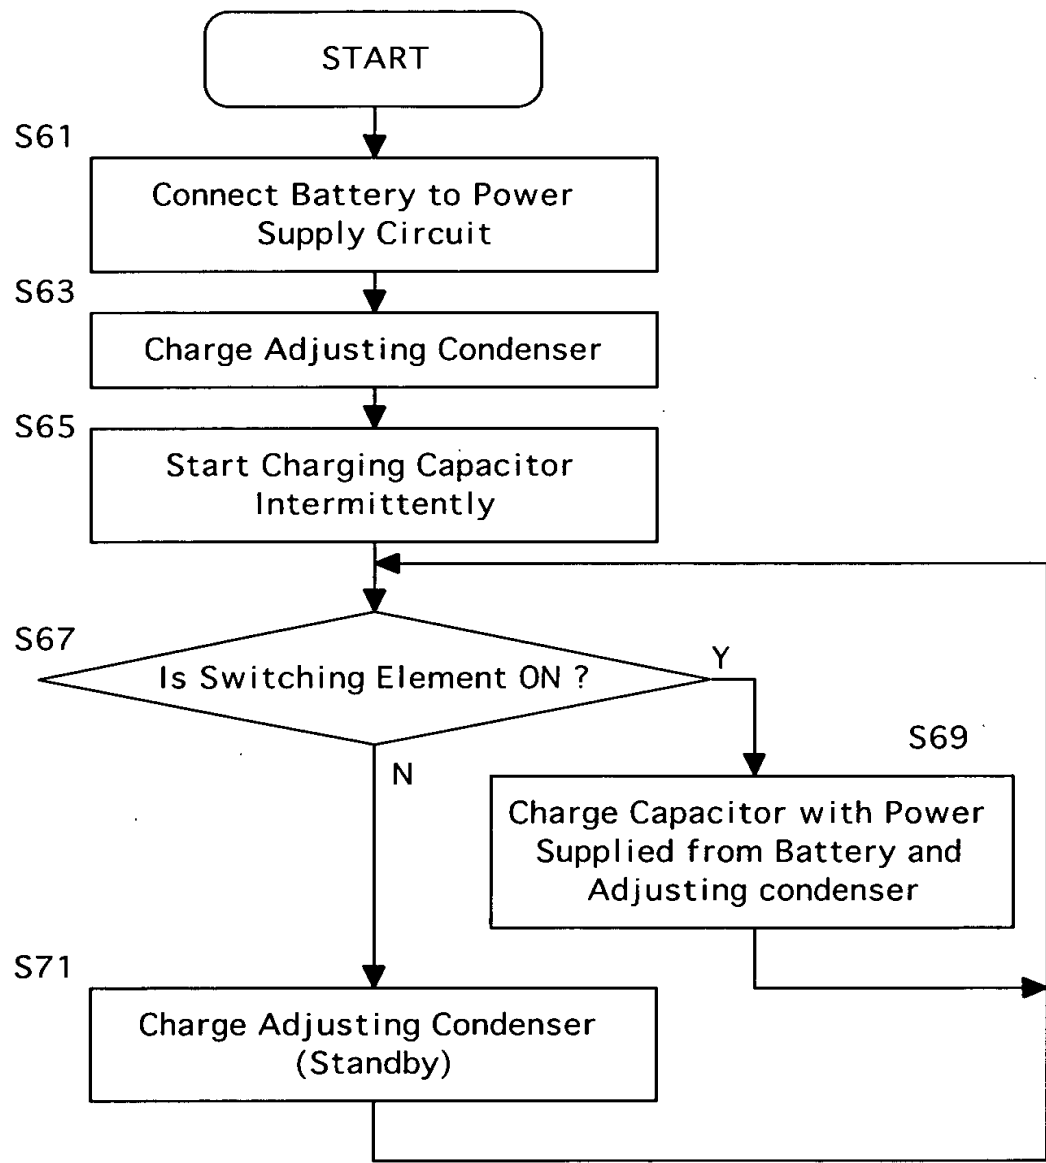 START
S61
Connect Battery to Power
Supply Circuit
S63
Charge Adjusting Condenser
S65
Start Charging Capacitor
Intermittently
S67
Is Switching Element ON ?
Y
N
S69
Charge Capacitor with Power
Supplied from Battery and
Adjusting condenser
S71
Charge Adjusting Condenser
(Standby)